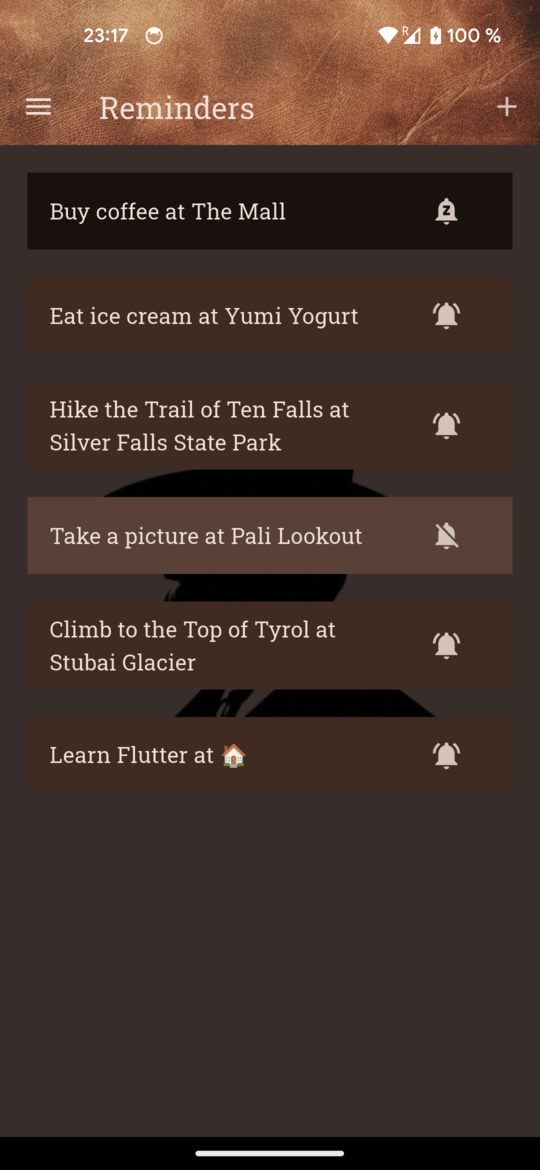 23:17 R 100 %
Reminders
Buy coffee at The Mall
Z
Eat ice cream at Yumi Yogurt
Hike the Trail of Ten Falls at
Silver Falls State Park
Take a picture at Pali Lookout
Climb to the Top of Tyrol at
Stubai Glacier
Learn Flutter at 🏠